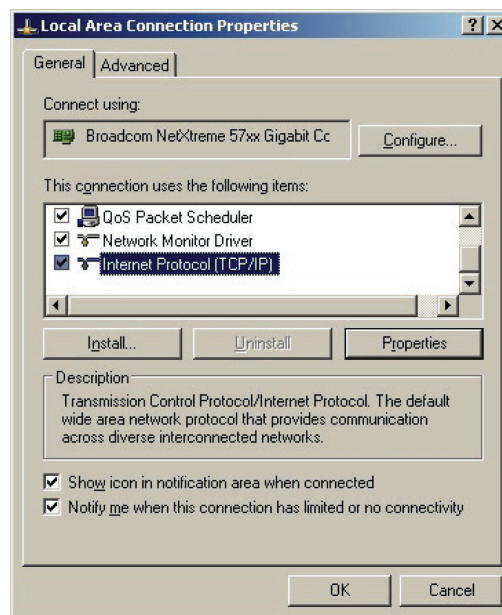 Local Area Connection Properties
General Advanced
Connect using:
Broadcom NetXtreme 57xx Gigabit Cc
Configure...
This connection uses the following items:
QoS Packet Scheduler
Network Monitor Driver
Internet Protocol (TCP/IP)
Install... Uninstall Properties
Description
Transmission Control Protocol/Internet Protocol. The default
wide area network protocol that provides communication
across diverse interconnected networks.
Show icon in notification area when connected
Notify me when this connection has limited or no connectivity
OK Cancel